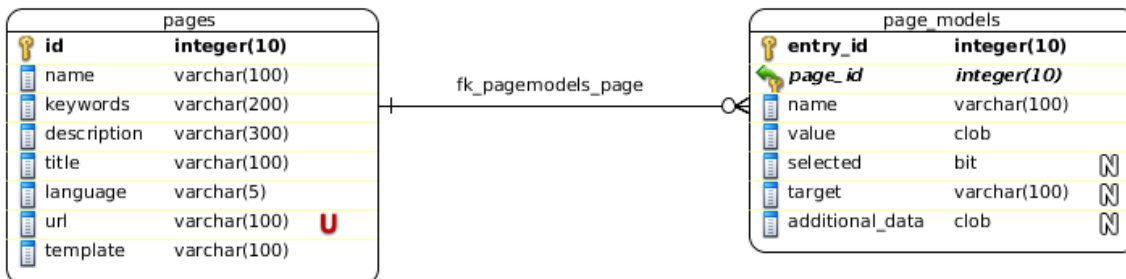 pages
id integer(10)
name varchar(100)
keywords varchar(200)
description varchar(300)
title varchar(100)
language varchar(5)
url varchar(100) U
template varchar(100)
fk_pagemodels_page
page_models
entry_id integer(10)
page_id integer(10)
name varchar(100)
value clob
selected bit N
target varchar(100) N
additional_data clob N